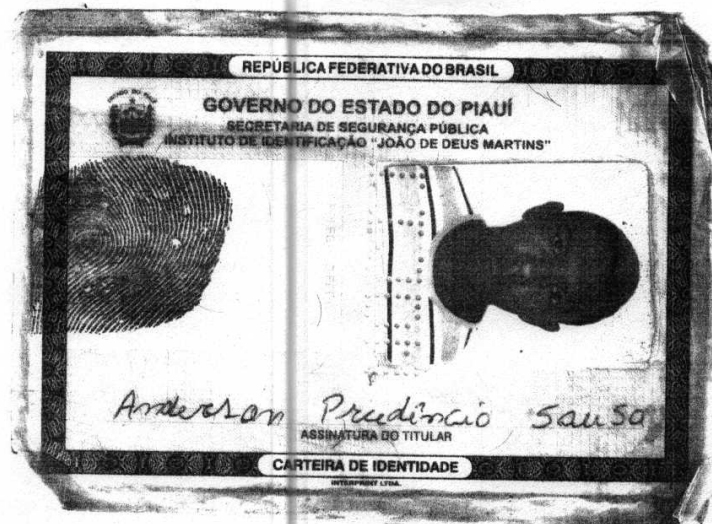 REPÚBLICA FEDERATIVA DO BRASIL
GOVERNO DO ESTADO DO PIAUÍ
SECRETARIA DE SEGURANÇA PÚBLICA
INSTITUTO DE IDENTIFICAÇÃO "JOÃO DE DEUS MARTINS"
Anderson Prudêncio Sousa
ASSINATURA DO TITULAR
CARTEIRA DE IDENTIDADE
INTERPRINT LTDA.